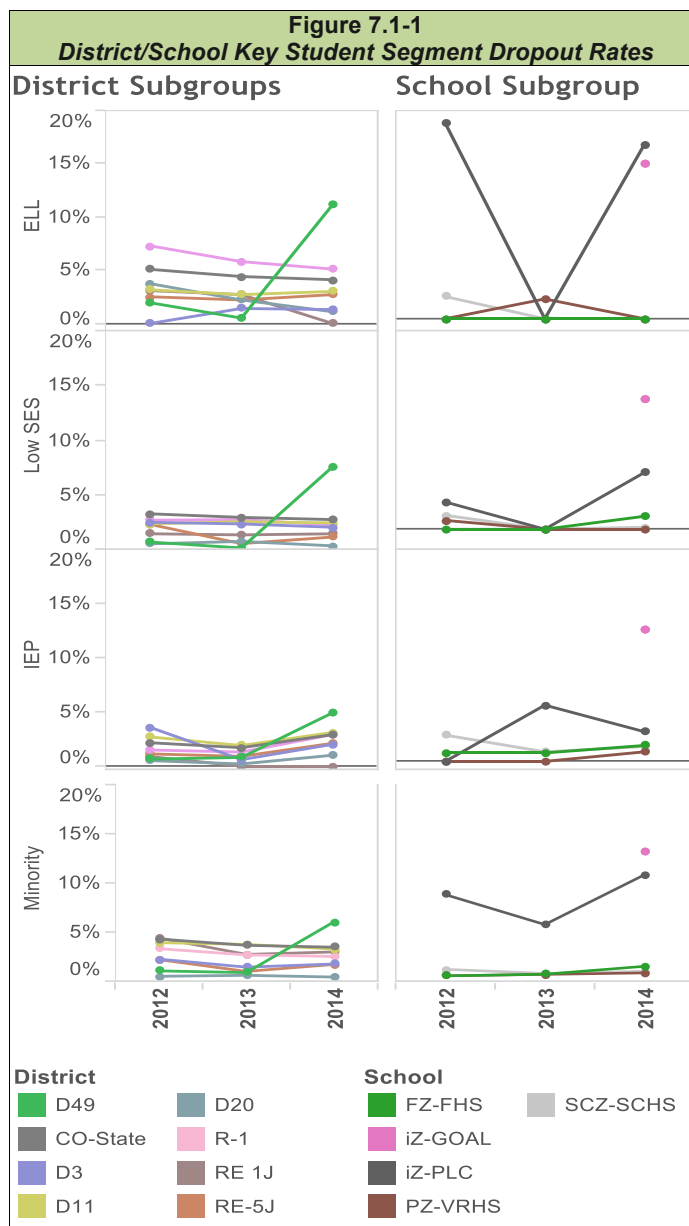 Figure 7.1-1
District/School Key Student Segment Dropout Rates
District Subgroups School Subgroup
ELL
20%
15%
10%
5%
0%
Low SES
20%
15%
10%
5%
0%
IEP
20%
15%
10%
5%
0%
Minority
20%
15%
10%
5%
0%
2012 2013 2014 2012 2013 2014
District School
D49 D20 FZ-FHS SCZ-SCHS
CO-State R-1 iZ-GOAL
D3 RE 1J iZ-PLC
D11 RE-5J PZ-VRHS